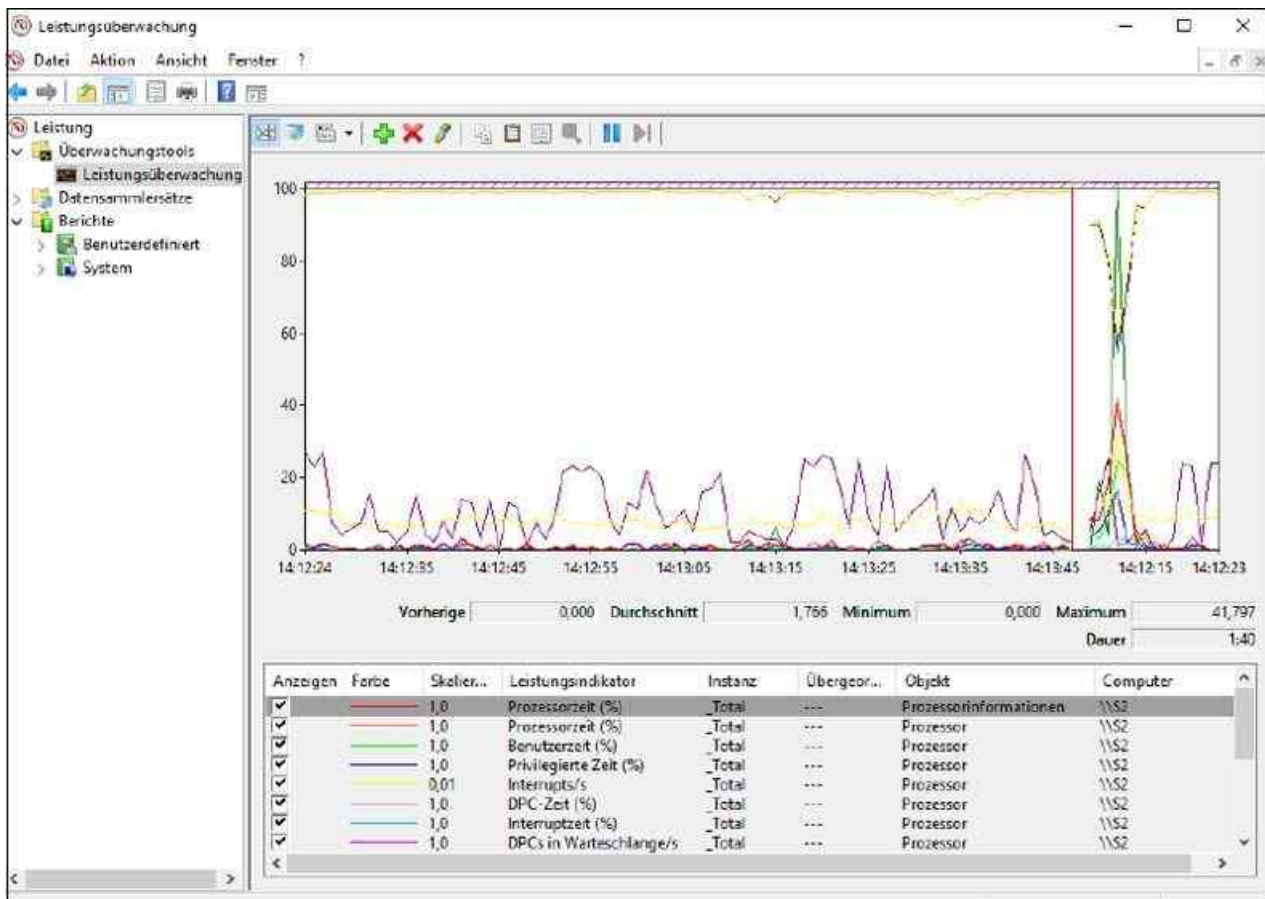 Leistungsüberwachung
Datei Aktion Ansicht Fenster ?
Leistung
Überwachungstools
Leistungsüberwachung
Datensammlersätze
Berichte
Benutzerdefiniert
System
100
80
60
40
20
0
14:12:24 14:12:35 14:12:45 14:12:55 14:13:05 14:13:15 14:13:25 14:13:35 14:13:45 14:12:15 14:12:23
Vorherige 0,000 Durchschnitt 1,766 Minimum 0,000 Maximum 41,797
Dauer 1:40
Anzeigen Farbe Skalier... Leistungsindikator Instanz Übergeor... Objekt Computer
1,0 Prozessorzeit (%) _Total --- Prozessorinformationen \\S2
1,0 Prozessorzeit (%) _Total --- Prozessor \\S2
1,0 Benutzerzeit (%) _Total --- Prozessor \\S2
1,0 Privilegierte Zeit (%) _Total --- Prozessor \\S2
0,01 Interrupts/s _Total --- Prozessor \\S2
1,0 DPC-Zeit (%) _Total --- Prozessor \\S2
1,0 Interruptzeit (%) _Total --- Prozessor \\S2
1,0 DPCs in Warteschlange/s _Total --- Prozessor \\S2